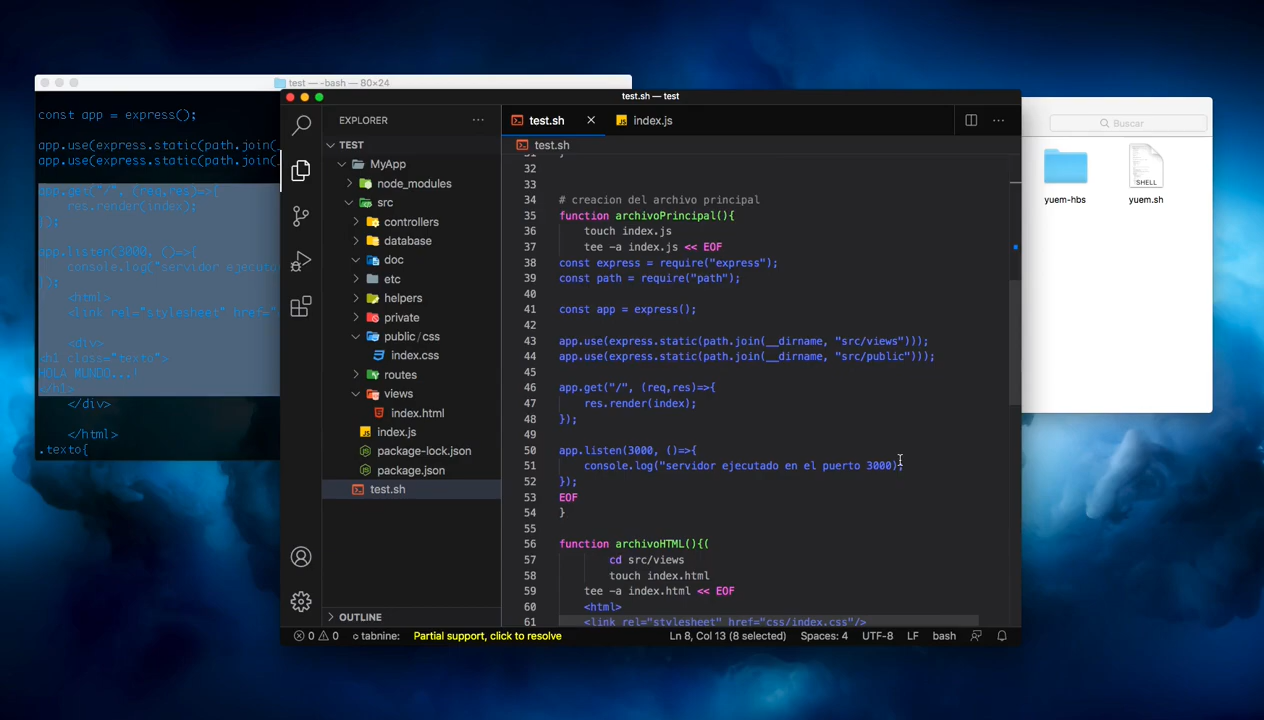 test — -bash — 80×24
const app = express();
app.use(express.static(path.join(_
app.use(express.static(path.join(_
app.get("/", (req,res)=>{
res.render(index);
});
app.listen(3000, ()=>{
console.log("servidor ejecuto
});
<html>
<link rel="stylesheet" href="
<div>
<h1 class="texto">
HOLA MUNDO...!
</h1>
</div>
</html>
.texto{
test.sh — test
EXPLORER
TEST
MyApp
node_modules
src
controllers
database
doc
etc
helpers
private
public/css
index.css
routes
views
index.html
index.js
package-lock.json
package.json
test.sh
OUTLINE
test.sh
index.js
test.sh
32
33
34 # creacion del archivo principal
35 function archivoPrincipal(){
36 touch index.js
37 tee -a index.js << EOF
38 const express = require("express");
39 const path = require("path");
40
41 const app = express();
42
43 app.use(express.static(path.join(__dirname, "src/views")));
44 app.use(express.static(path.join(__dirname, "src/public")));
45
46 app.get("/", (req,res)=>{
47 res.render(index);
48 });
49
50 app.listen(3000, ()=>{
51 console.log("servidor ejecutado en el puerto 3000);
52 });
53 EOF
54 }
55
56 function archivoHTML(){(
57 cd src/views
58 touch index.html
59 tee -a index.html << EOF
60 <html>
61 <link rel="stylesheet" href="css/index.css"/>
0 0 tabnine: Partial support, click to resolve
Ln 8, Col 13 (8 selected) Spaces: 4 UTF-8 LF bash
Buscar
SHELL
yuem-hbs
yuem.sh